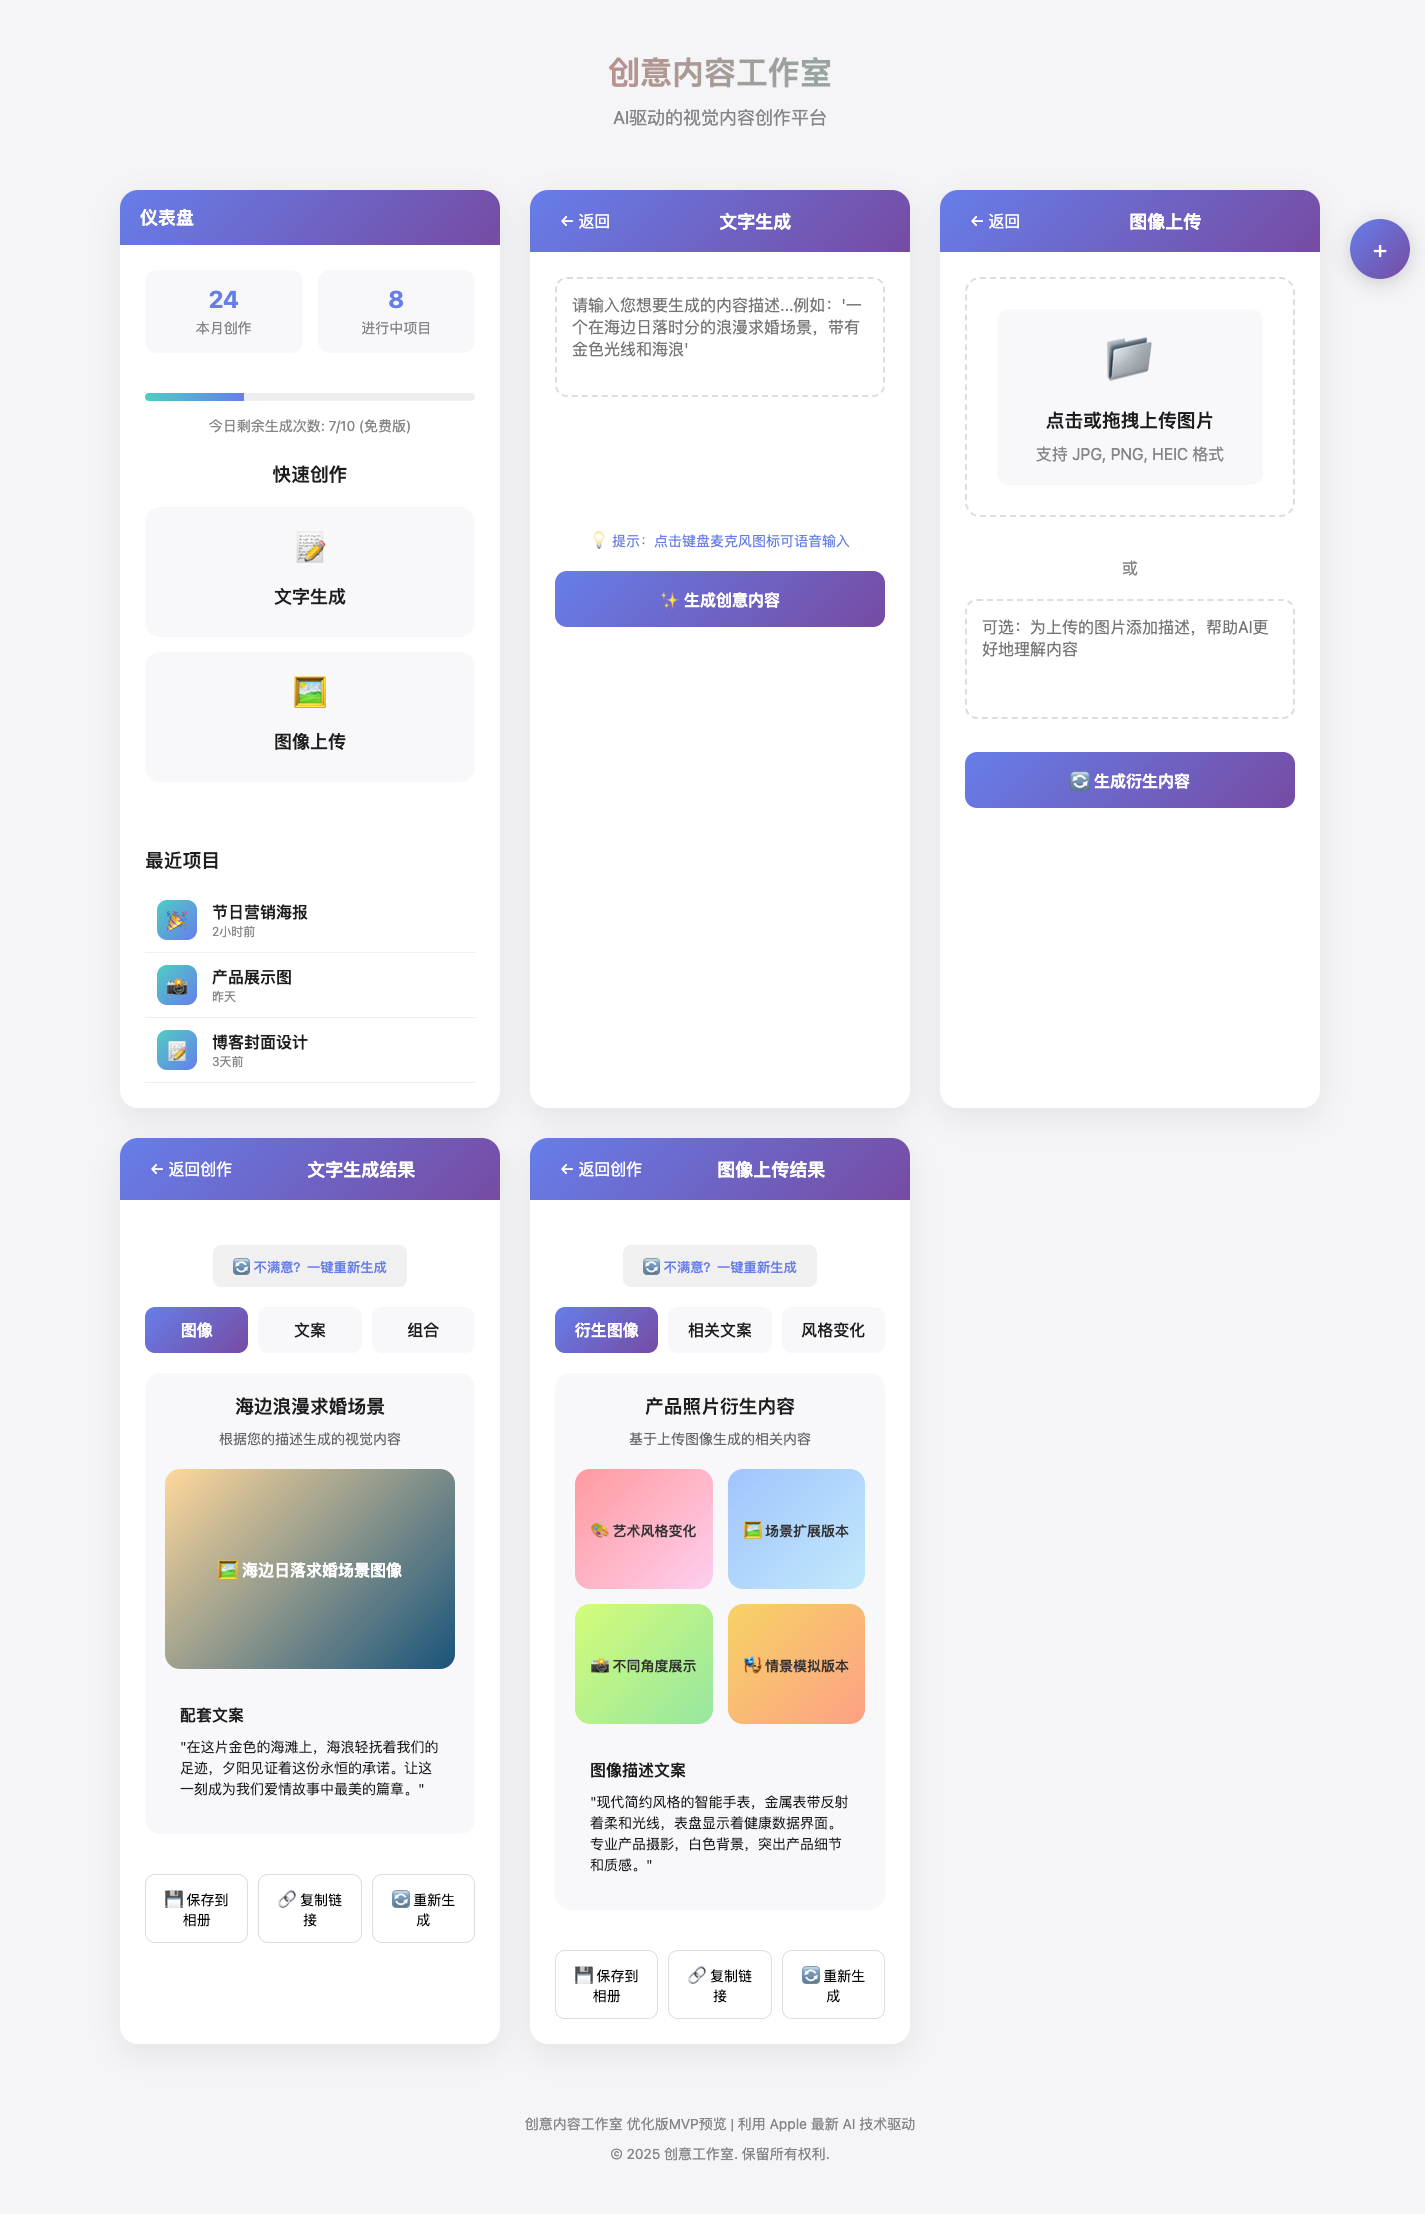 创意内容工作室
AI驱动的视觉内容创作平台
仪表盘
24
本月创作
8
进行中项目
今日剩余生成次数: 7/10 (免费版)
快速创作
文字生成
图像上传
最近项目
节日营销海报
2小时前
产品展示图
昨天
博客封面设计
3天前
← 返回
文字生成
请输入您想要生成的内容描述...例如：'一
个在海边日落时分的浪漫求婚场景，带有
金色光线和海浪'
💡 提示：点击键盘麦克风图标可语音输入
✨ 生成创意内容
← 返回
图像上传
点击或拖拽上传图片
支持 JPG, PNG, HEIC 格式
或
可选：为上传的图片添加描述，帮助AI更
好地理解内容
🔄 生成衍生内容
+
← 返回创作
文字生成结果
🔄 不满意？一键重新生成
图像
文案
组合
海边浪漫求婚场景
根据您的描述生成的视觉内容
🖼️ 海边日落求婚场景图像
配套文案
"在这片金色的海滩上，海浪轻抚着我们的
足迹，夕阳见证着这份永恒的承诺。让这
一刻成为我们爱情故事中最美的篇章。"
💾 保存到
相册
🔗 复制链
接
🔄 重新生
成
← 返回创作
图像上传结果
🔄 不满意？一键重新生成
衍生图像
相关文案
风格变化
产品照片衍生内容
基于上传图像生成的相关内容
🎨 艺术风格变化
🖼️ 场景扩展版本
📸 不同角度展示
🎭 情景模拟版本
图像描述文案
"现代简约风格的智能手表，金属表带反射
着柔和光线，表盘显示着健康数据界面。
专业产品摄影，白色背景，突出产品细节
和质感。"
💾 保存到
相册
🔗 复制链
接
🔄 重新生
成
创意内容工作室 优化版MVP预览 | 利用 Apple 最新 AI 技术驱动
© 2025 创意工作室. 保留所有权利.